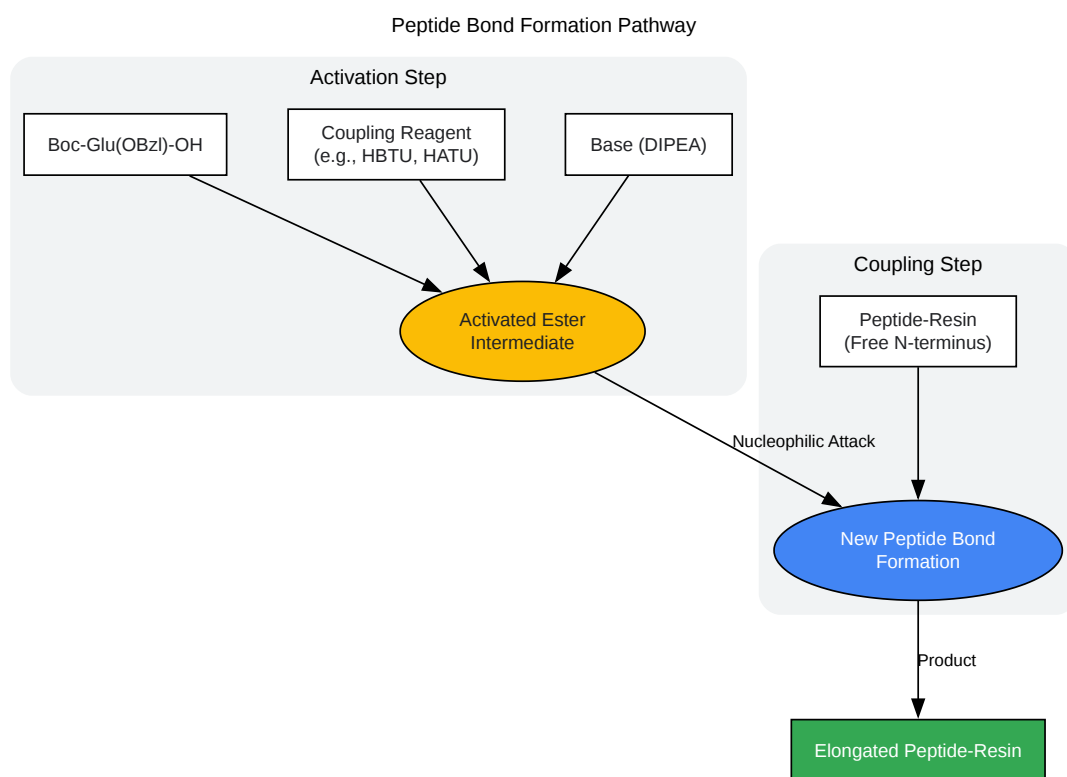 Peptide Bond Formation Pathway
Activation Step
Boc-Glu(OBzl)-OH
Coupling Reagent
(e.g., HBTU, HATU)
Base (DIPEA)
Activated Ester
Intermediate
Coupling Step
Peptide-Resin
(Free N-terminus)
Nucleophilic Attack
New Peptide Bond
Formation
Product
Elongated Peptide-Resin